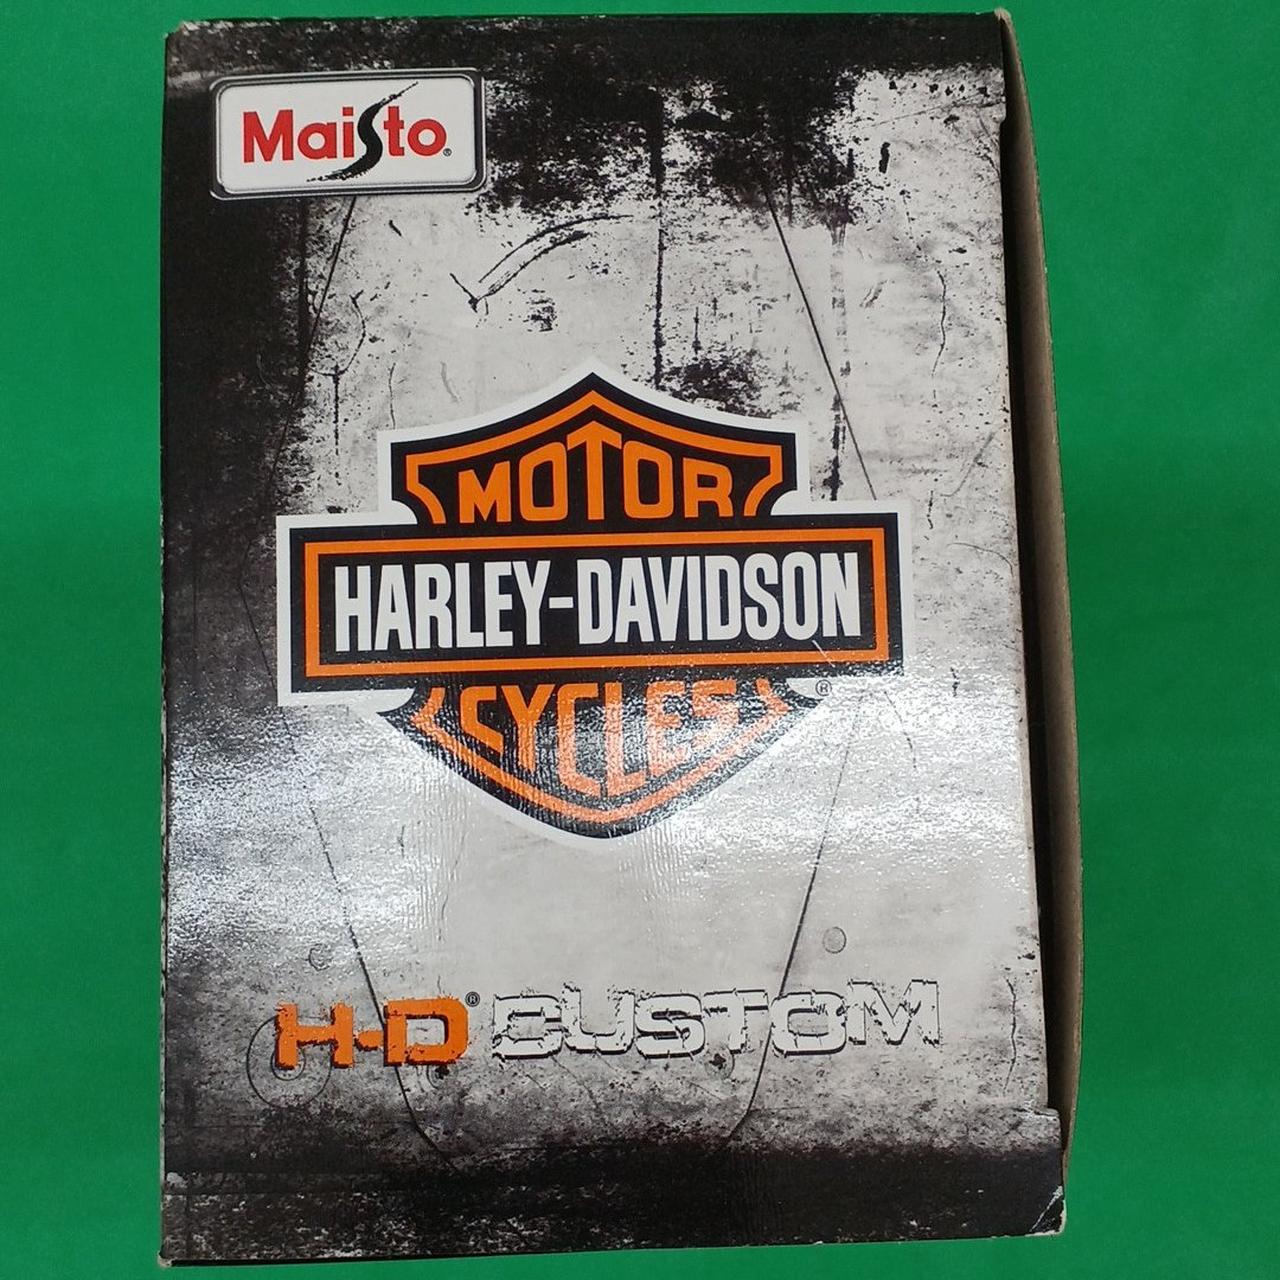 Maisto®
MOTOR
HARLEY-DAVIDSON
CYCLES
®
H-D® CUSTOM